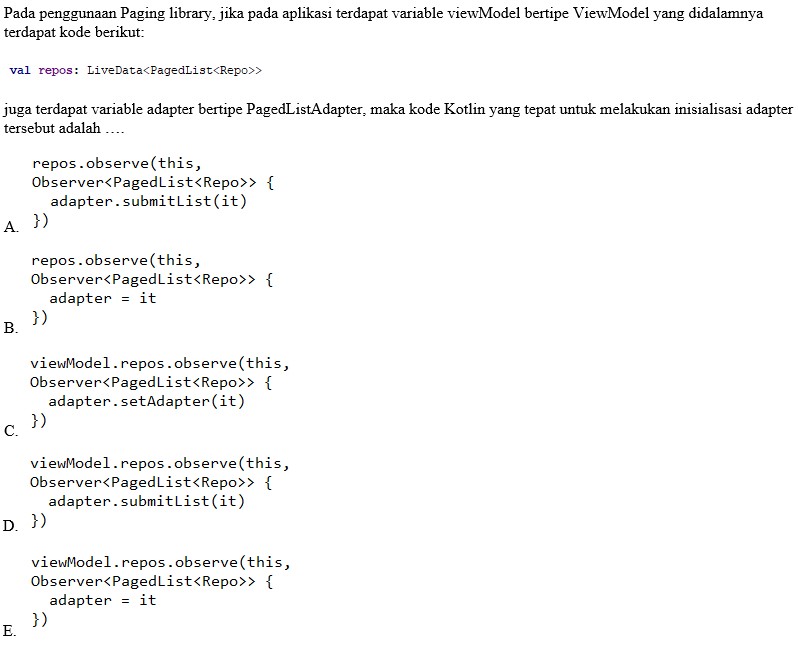 Pada penggunaan Paging library, jika pada aplikasi terdapat variable viewModel bertipe ViewModel yang didalamnya
terdapat kode berikut:
val repos: LiveData<PagedList<Repo>>
juga terdapat variable adapter bertipe PagedListAdapter, maka kode Kotlin yang tepat untuk melakukan inisialisasi adapter
tersebut adalah ….
repos.observe(this,
Observer<PagedList<Repo>> {
adapter.submitList(it)
A. })
repos.observe(this,
Observer<PagedList<Repo>> {
adapter = it
B. })
viewModel.repos.observe(this,
Observer<PagedList<Repo>> {
adapter.setAdapter(it)
C. })
viewModel.repos.observe(this,
Observer<PagedList<Repo>> {
adapter.submitList(it)
D. })
viewModel.repos.observe(this,
Observer<PagedList<Repo>> {
adapter = it
E. })